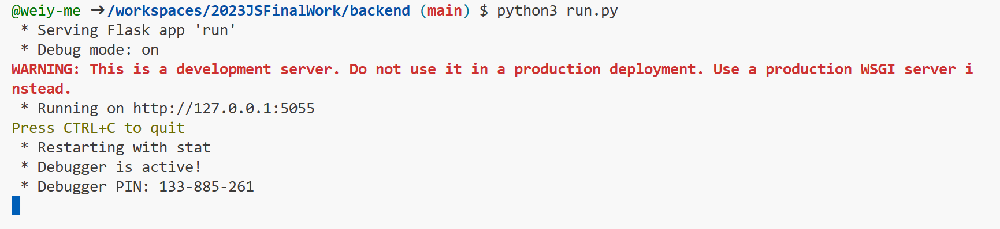 @weiy-me ➜ /workspaces/2023JSFinalWork/backend (main) $ python3 run.py
 * Serving Flask app 'run'
 * Debug mode: on
WARNING: This is a development server. Do not use it in a production deployment. Use a production WSGI server i
nstead.
 * Running on http://127.0.0.1:5055
Press CTRL+C to quit
 * Restarting with stat
 * Debugger is active!
 * Debugger PIN: 133-885-261